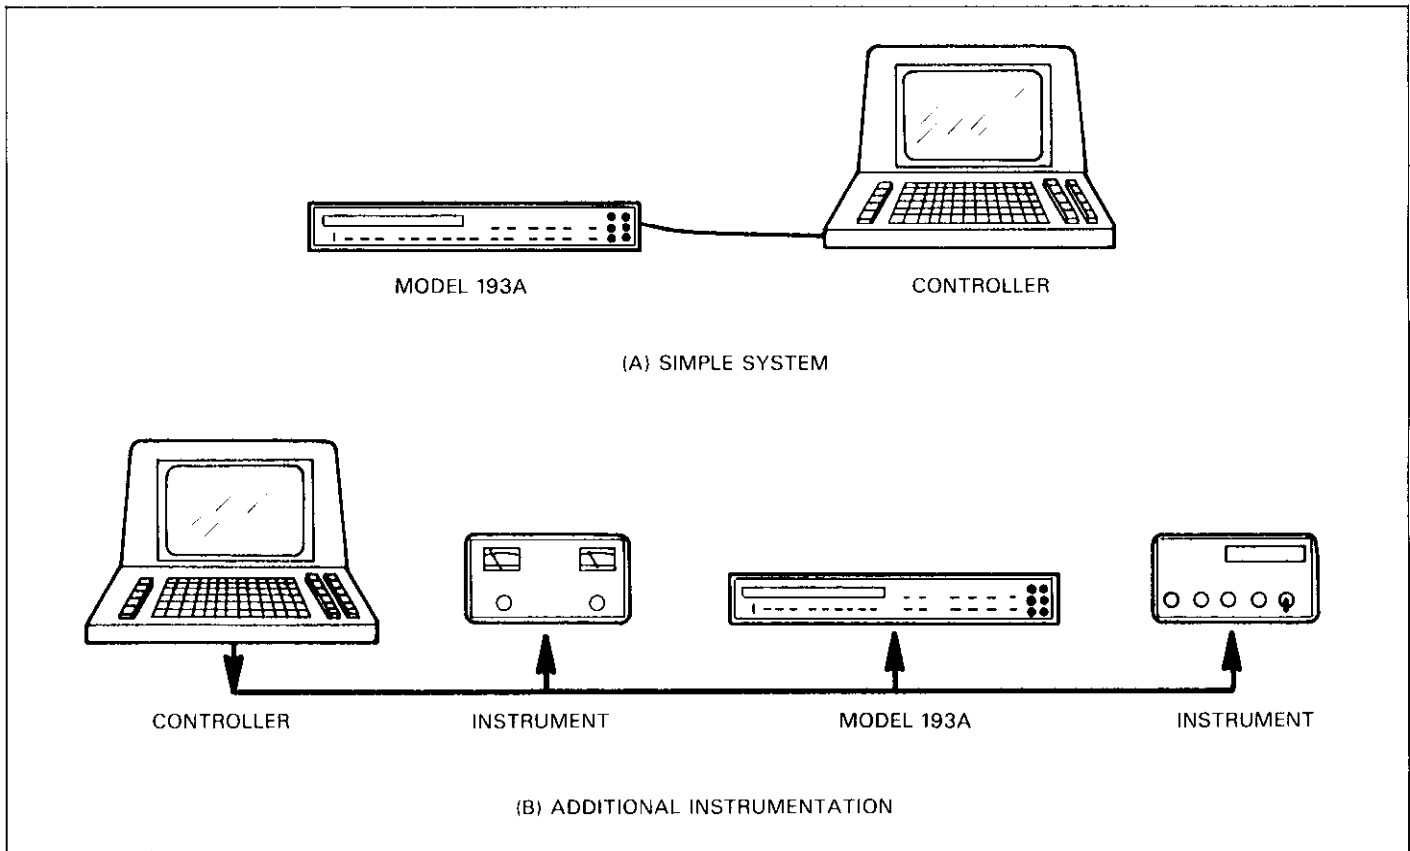 MODEL 193A
CONTROLLER
(A) SIMPLE SYSTEM
CONTROLLER
INSTRUMENT
MODEL 193A
INSTRUMENT
(B) ADDITIONAL INSTRUMENTATION